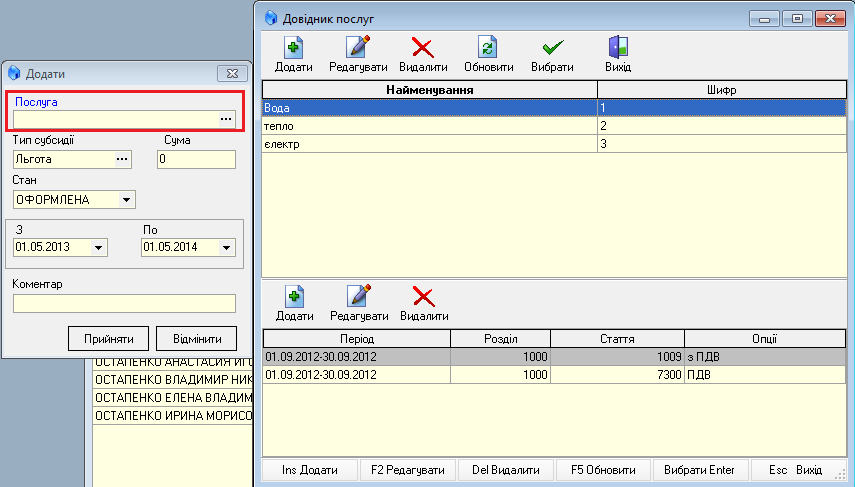 Додати
Послуга
...
Тип субсидії Сума
Льгота ... 0
Стан
ОФОРМЛЕНА
З По
01.05.2013 01.05.2014
Коментар
Прийняти Відмінити
ОСТАПЕНКО АНАСТАСИЯ ИГО
ОСТАПЕНКО ВЛАДИМИР НИК
ОСТАПЕНКО ЕЛЕНА ВЛАДИМ
ОСТАПЕНКО ИРИНА МОРИСО
Довідник послуг
Додати Редагувати Видалити Обновити Вибрати Вихід
Найменування Шифр
Вода 1
тепло 2
єлектр 3
Додати Редагувати Видалити
Період Розділ Стаття Опції
01.09.2012-30.09.2012 1000 1009 з ПДВ
01.09.2012-30.09.2012 1000 7300 ПДВ
Ins Додати F2 Редагувати Del Видалити F5 Обновити Вибрати Enter Esc Вихід